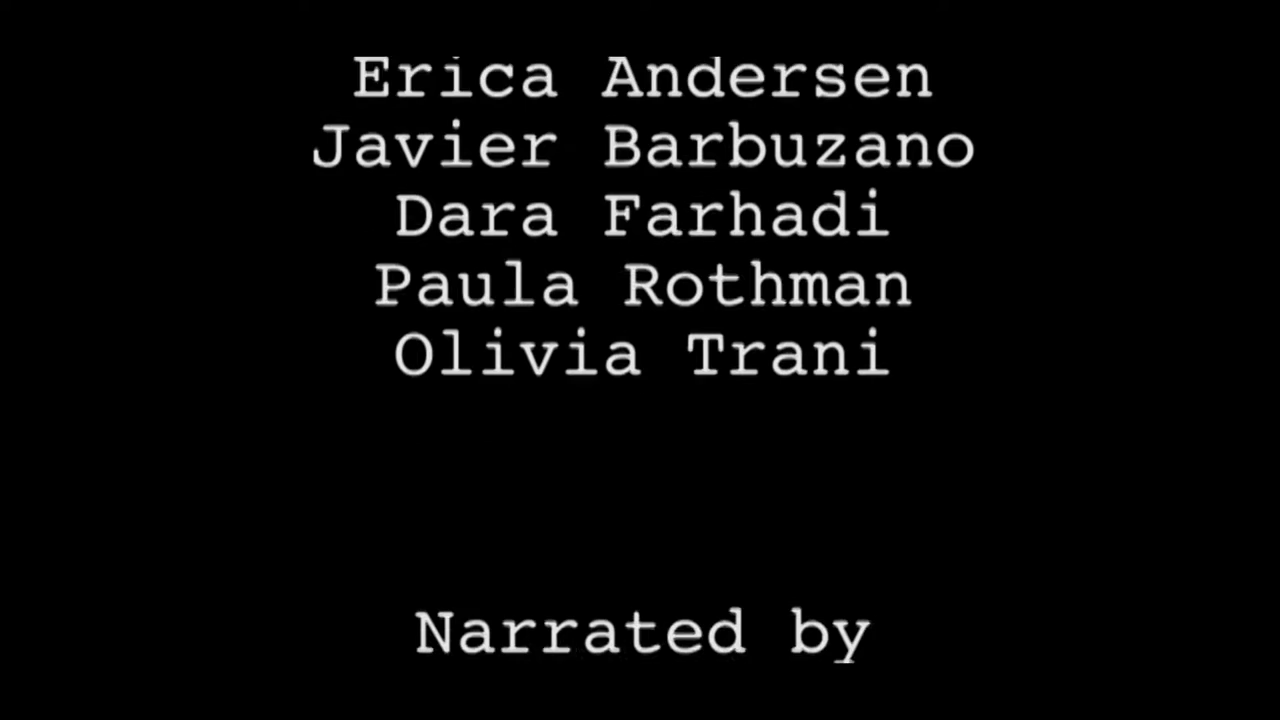 Erica Andersen
Javier Barbuzano
Dara Farhadi
Paula Rothman
Olivia Trani
Narrated by